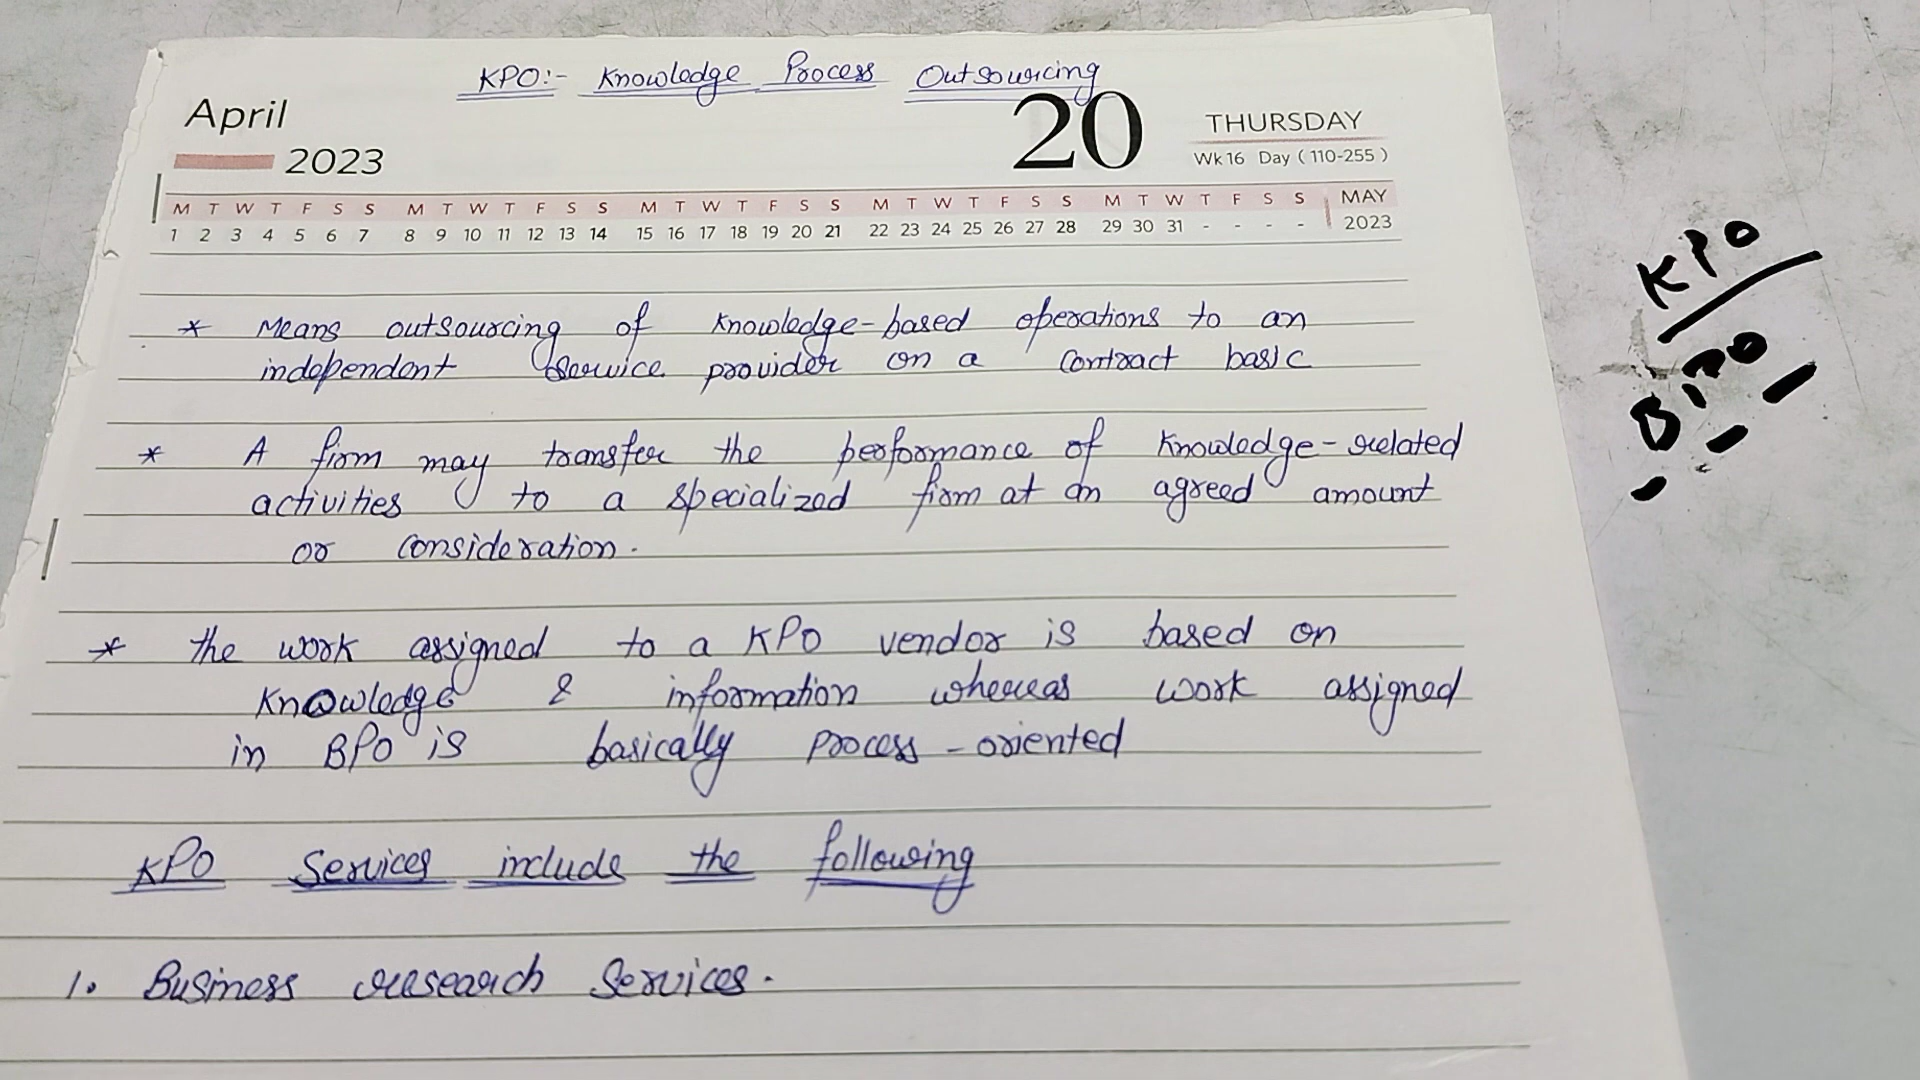 KPO:- Knowledge Process Outsourcing
April
2023
20
THURSDAY
Wk 16 Day ( 110-255 )
M T W T F S S M T W T F S S M T W T F S S M T W T F S S M T W T F S S MAY
1 2 3 4 5 6 7 8 9 10 11 12 13 14 15 16 17 18 19 20 21 22 23 24 25 26 27 28 29 30 31 - - - - 2023
* Means outsourcing of Knowledge-based operations to an
independent Service provider on a Contract basic
* A firm may transfer the performance of Knowledge-related
activities to a specialized firm at an agreed amount
or consideration.
* the work assigned to a KPO vendor is based on
Knowledge & information whereas work assigned
in BPO is basically process-oriented
KPO Services include the following
1. Business research Services.
KPO
BPO